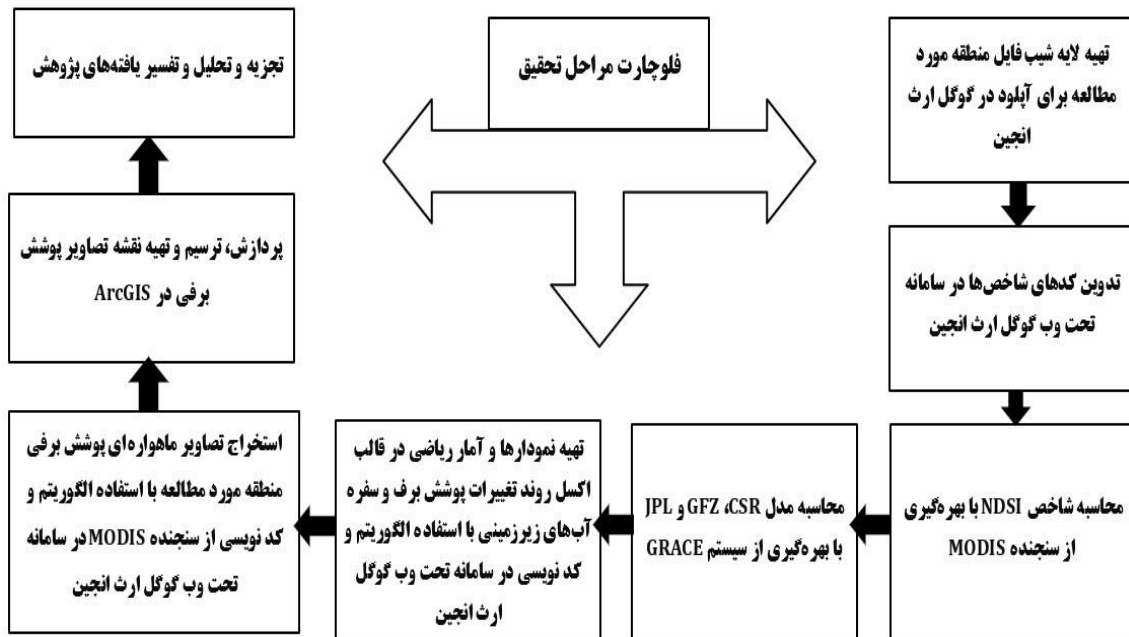 فلوچارت مراحل تحقیق
تهیه لایه شیپ فایل منطقه مورد
مطالعه برای آپلود در گوگل ارث
انجین
تدوین کدهای شاخص‌ها در سامانه
تحت وب گوگل ارث انجین
محاسبه شاخص NDSI با بهره‌گیری
از سنجنده MODIS
محاسبه مدل GFZ ،CSR و JPL
با بهره‌گیری از سیستم GRACE
تهیه نمودارها و آمار ریاضی در قالب
اکسل روند تغییرات پوشش برف و سفره
آب‌های زیرزمینی با استفاده الگوریتم و
کد نویسی در سامانه تحت وب گوگل
ارث انجین
استخراج تصاویر ماهواره‌ای پوشش برفی
منطقه مورد مطالعه با استفاده الگوریتم و
کد نویسی از سنجنده MODIS در سامانه
تحت وب گوگل ارث انجین
پردازش، ترسیم و تهیه نقشه تصاویر پوشش
برفی در ArcGIS
تجزیه و تحلیل و تفسیر یافته‌های پژوهش